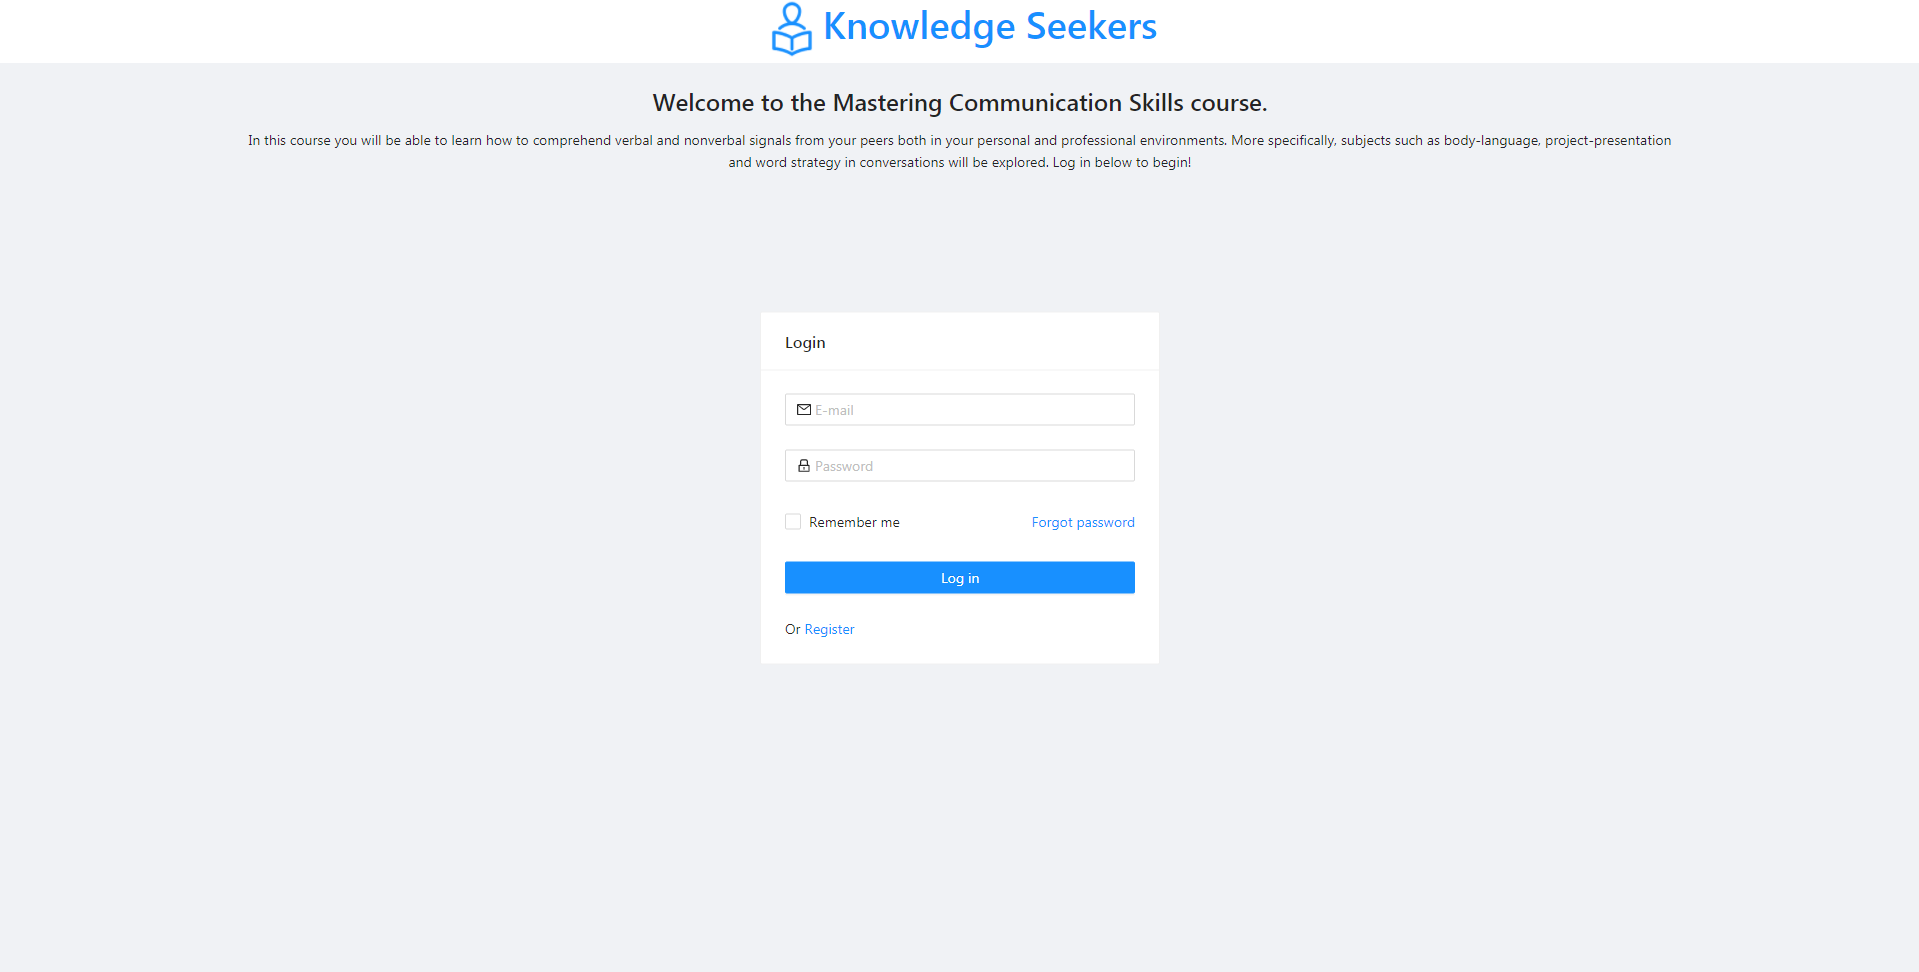 Knowledge Seekers
Welcome to the Mastering Communication Skills course.
In this course you will be able to learn how to comprehend verbal and nonverbal signals from your peers both in your personal and professional environments. More specifically, subjects such as body-language, project-presentation
and word strategy in conversations will be explored. Log in below to begin!
Login
E-mail
Password
Remember me
Forgot password
Log in
Or Register